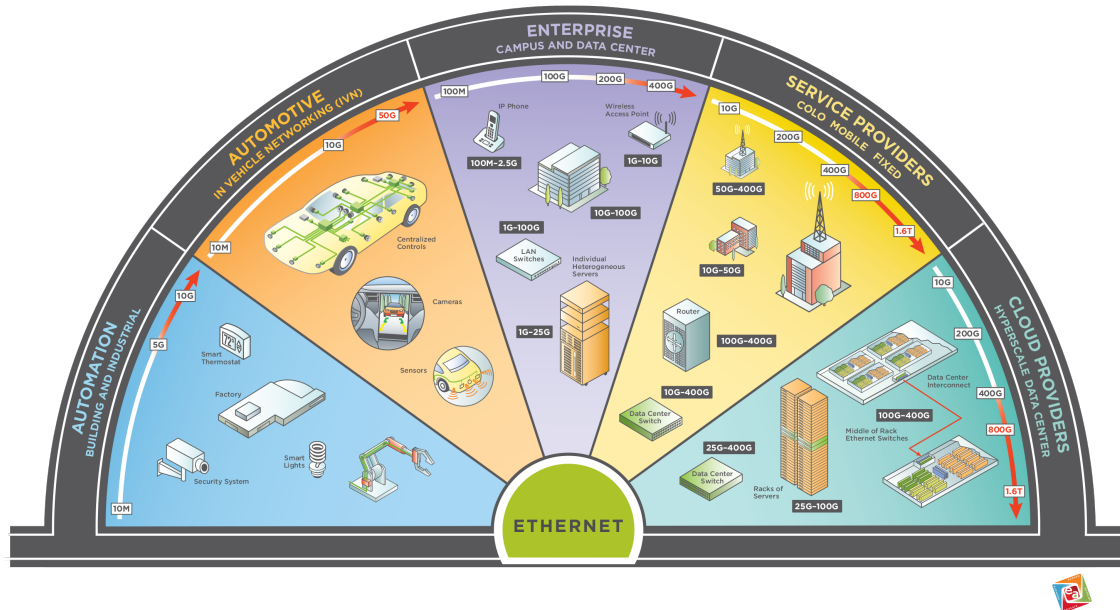 AUTOMATION
BUILDING AND INDUSTRIAL
10M
5G
10G
Smart
Thermostat
72°
Factory
Security System
Smart
Lights
AUTOMOTIVE
IN VEHICLE NETWORKING (IVN)
10M
10G
50G
Centralized
Controls
Cameras
Sensors
ENTERPRISE
CAMPUS AND DATA CENTER
100M
100G
200G
400G
IP Phone
100M–2.5G
Wireless
Access Point
1G–10G
10G–100G
1G–100G
LAN
Switches
Individual
Heterogeneous
Servers
1G–25G
SERVICE PROVIDERS
COLO MOBILE FIXED
10G
200G
400G
800G
1.6T
50G–400G
10G–50G
Router
100G–400G
10G–400G
Data Center
Switch
CLOUD PROVIDERS
HYPERSCALE DATA CENTER
10G
200G
400G
800G
1.6T
Data Center
Interconnect
100G–400G
Middle of Rack
Ethernet Switches
25G–400G
Data Center
Switch
Racks of
Servers
25G–100G
ETHERNET
ea